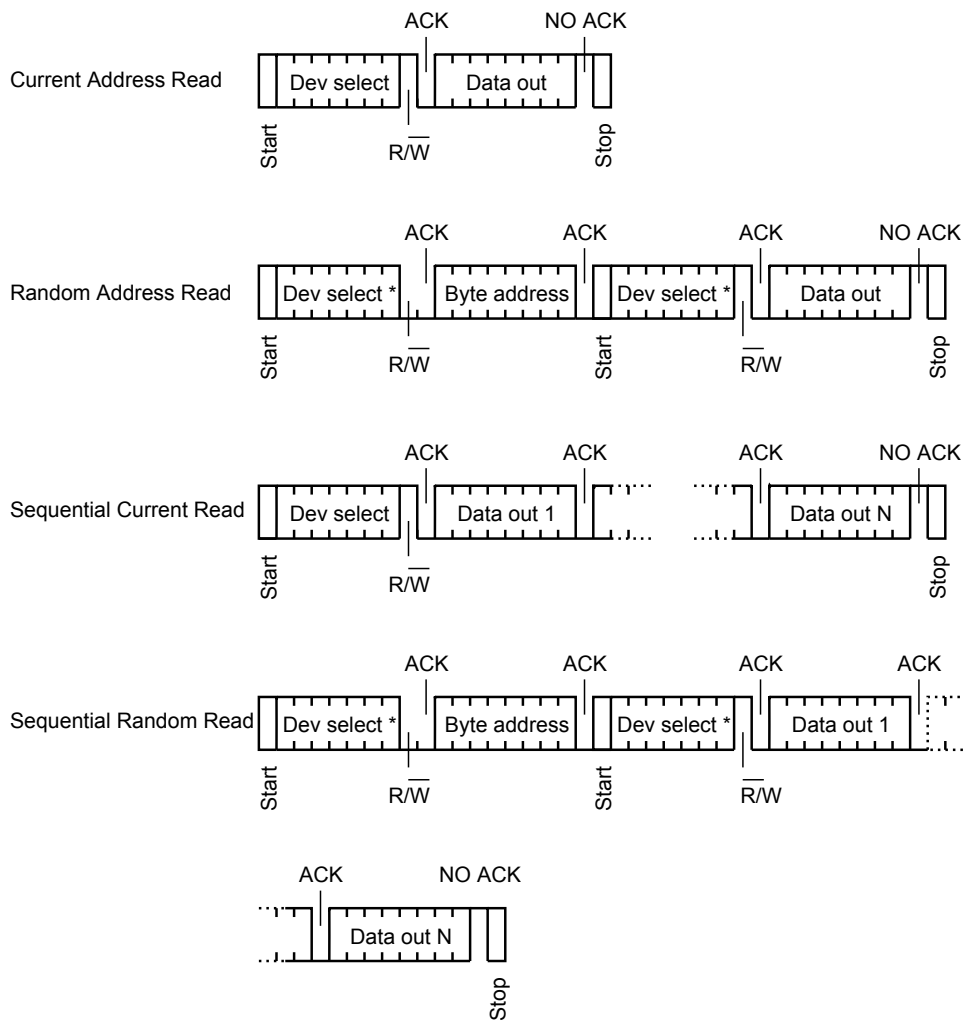 ACK NO ACK
Current Address Read Dev select Data out
Start R/W̅ Stop
ACK ACK ACK NO ACK
Random Address Read Dev select * Byte address Dev select * Data out
Start R/W̅ Start R̅/W Stop
ACK ACK ACK NO ACK
Sequential Current Read Dev select Data out 1 Data out N
Start R/W̅ Stop
ACK ACK ACK ACK
Sequential Random Read Dev select * Byte address Dev select * Data out 1
Start R/W̅ Start R̅/W
ACK NO ACK
Data out N
Stop